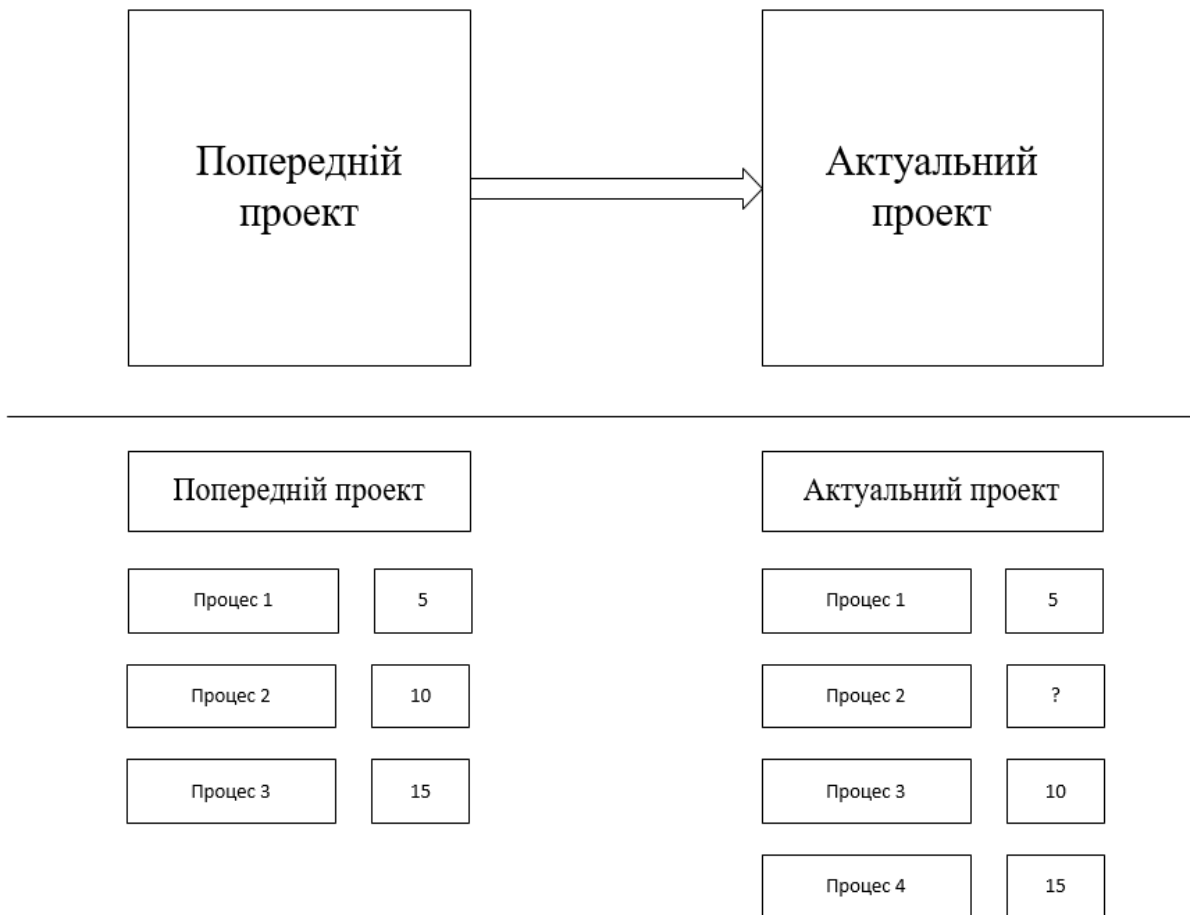 Попередній
проект
Актуальний
проект
Попередній проект
Актуальний проект
Процес 1
5
Процес 1
5
Процес 2
10
Процес 2
?
Процес 3
15
Процес 3
10
Процес 4
15